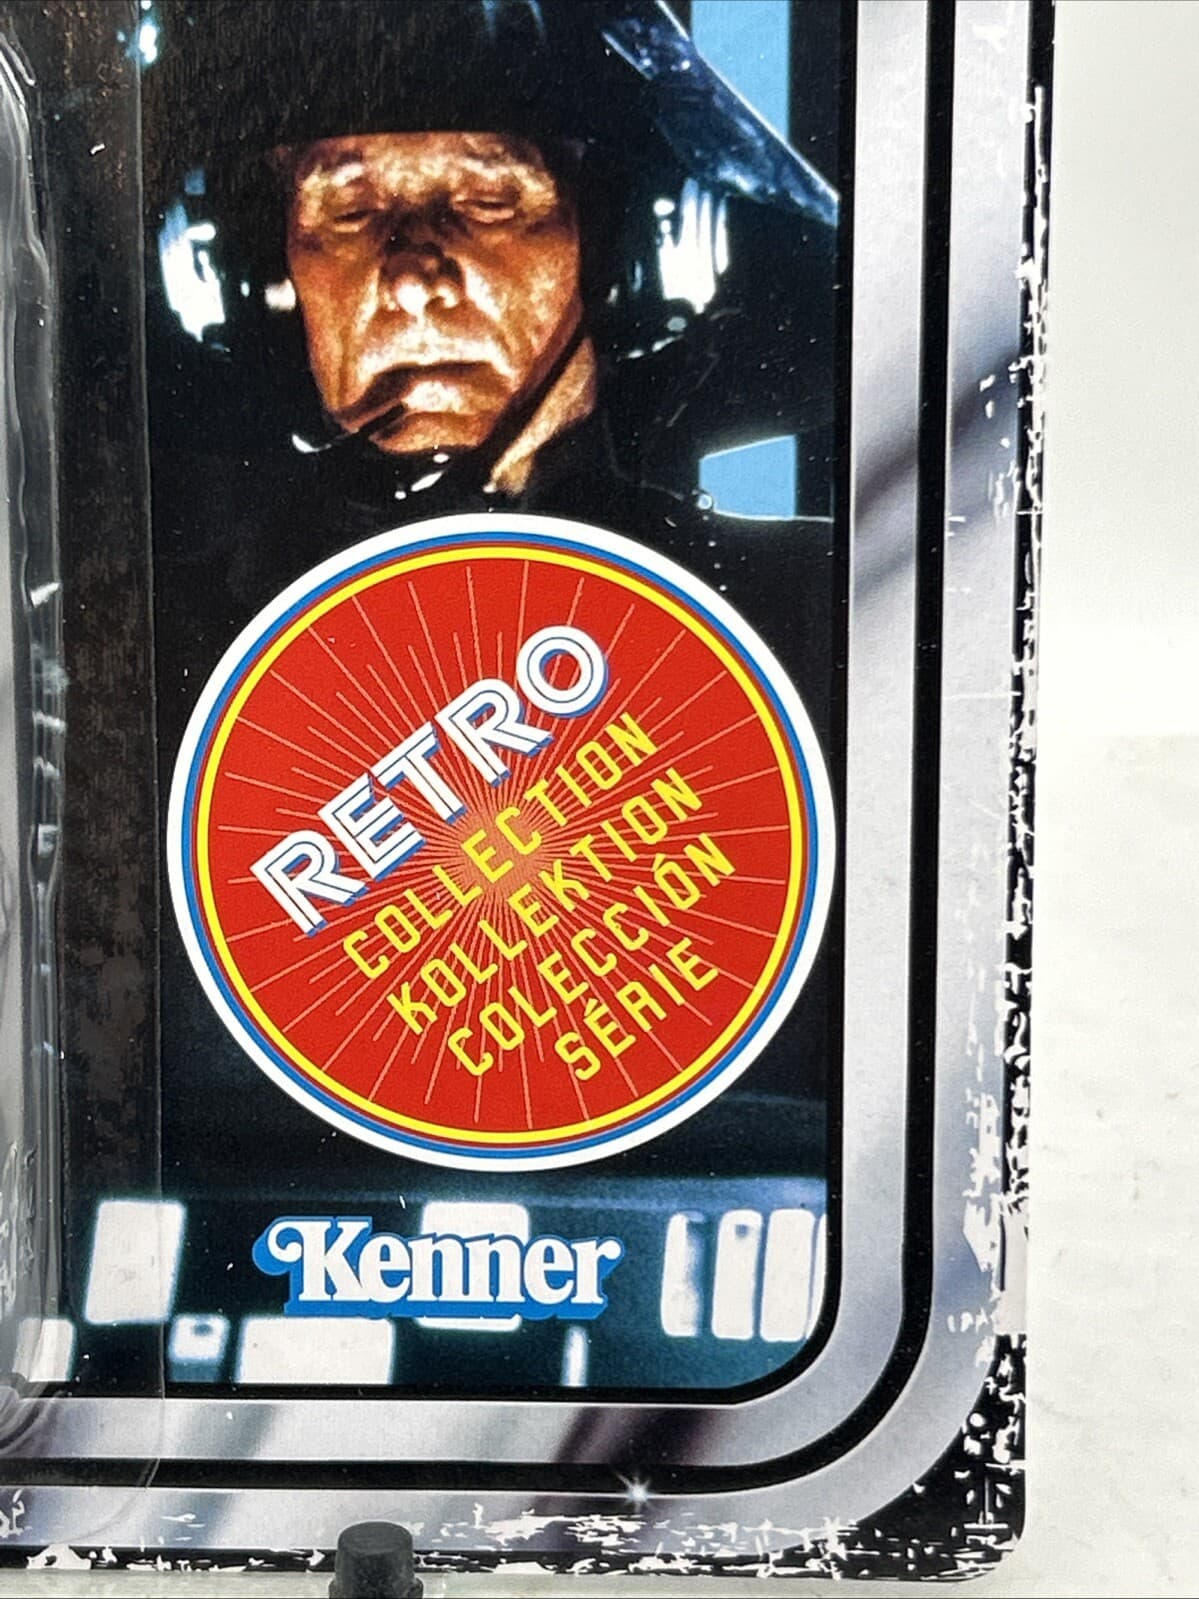 RETRO
COLLECTION
KOLLEKTION
COLECCIÓN
SÉRIE
Kenner